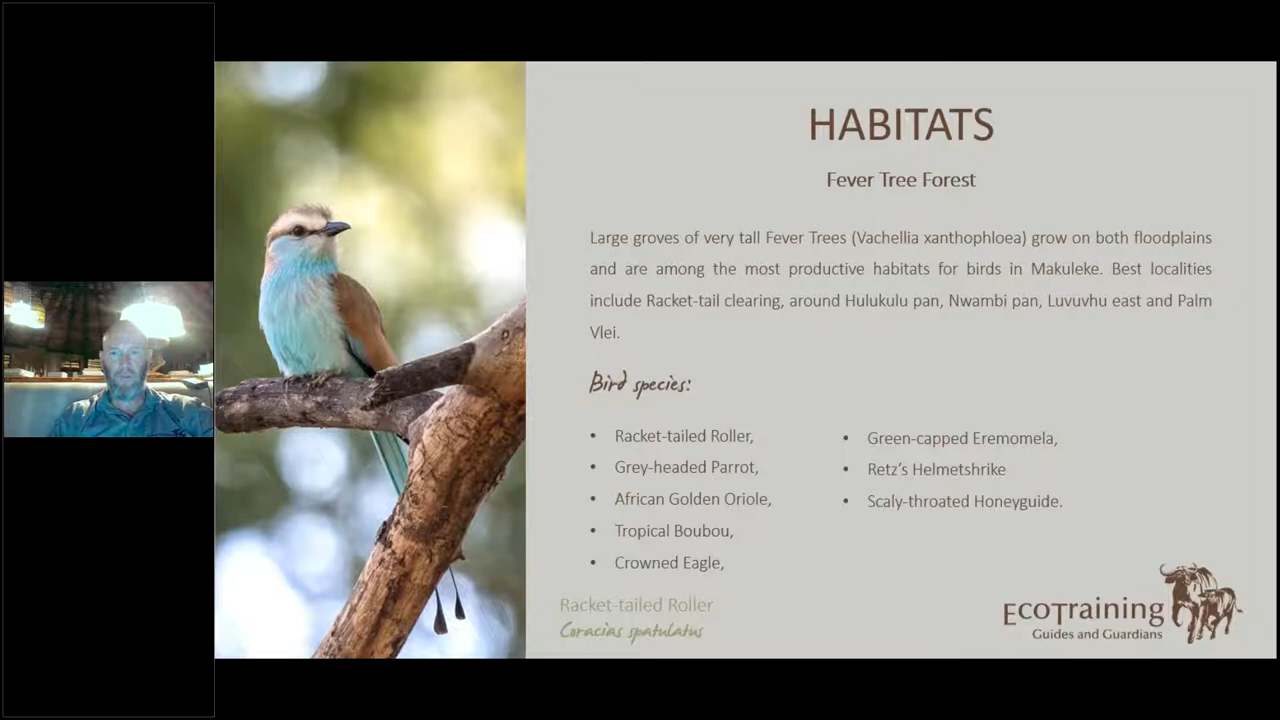 HABITATS
Fever Tree Forest
Large groves of very tall Fever Trees (Vachellia xanthophloea) grow on both floodplains
and are among the most productive habitats for birds in Makuleke. Best localities
include Racket-tail clearing, around Hulukulu pan, Nwambi pan, Luvuvhu east and Palm
Vlei.
Bird species:
• Racket-tailed Roller,
• Grey-headed Parrot,
• African Golden Oriole,
• Tropical Boubou,
• Crowned Eagle,
• Green-capped Eremomela,
• Retz's Helmetshrike
• Scaly-throated Honeyguide.
Racket-tailed Roller
Coracias spatulatus
ECOTraining
Guides and Guardians